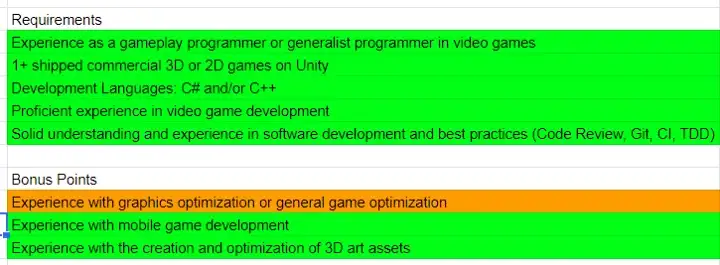 Requirements
Experience as a gameplay programmer or generalist programmer in video games
1+ shipped commercial 3D or 2D games on Unity
Development Languages: C# and/or C++
Proficient experience in video game development
Solid understanding and experience in software development and best practices (Code Review, Git, CI, TDD)
Bonus Points
Experience with graphics optimization or general game optimization
Experience with mobile game development
Experience with the creation and optimization of 3D art assets